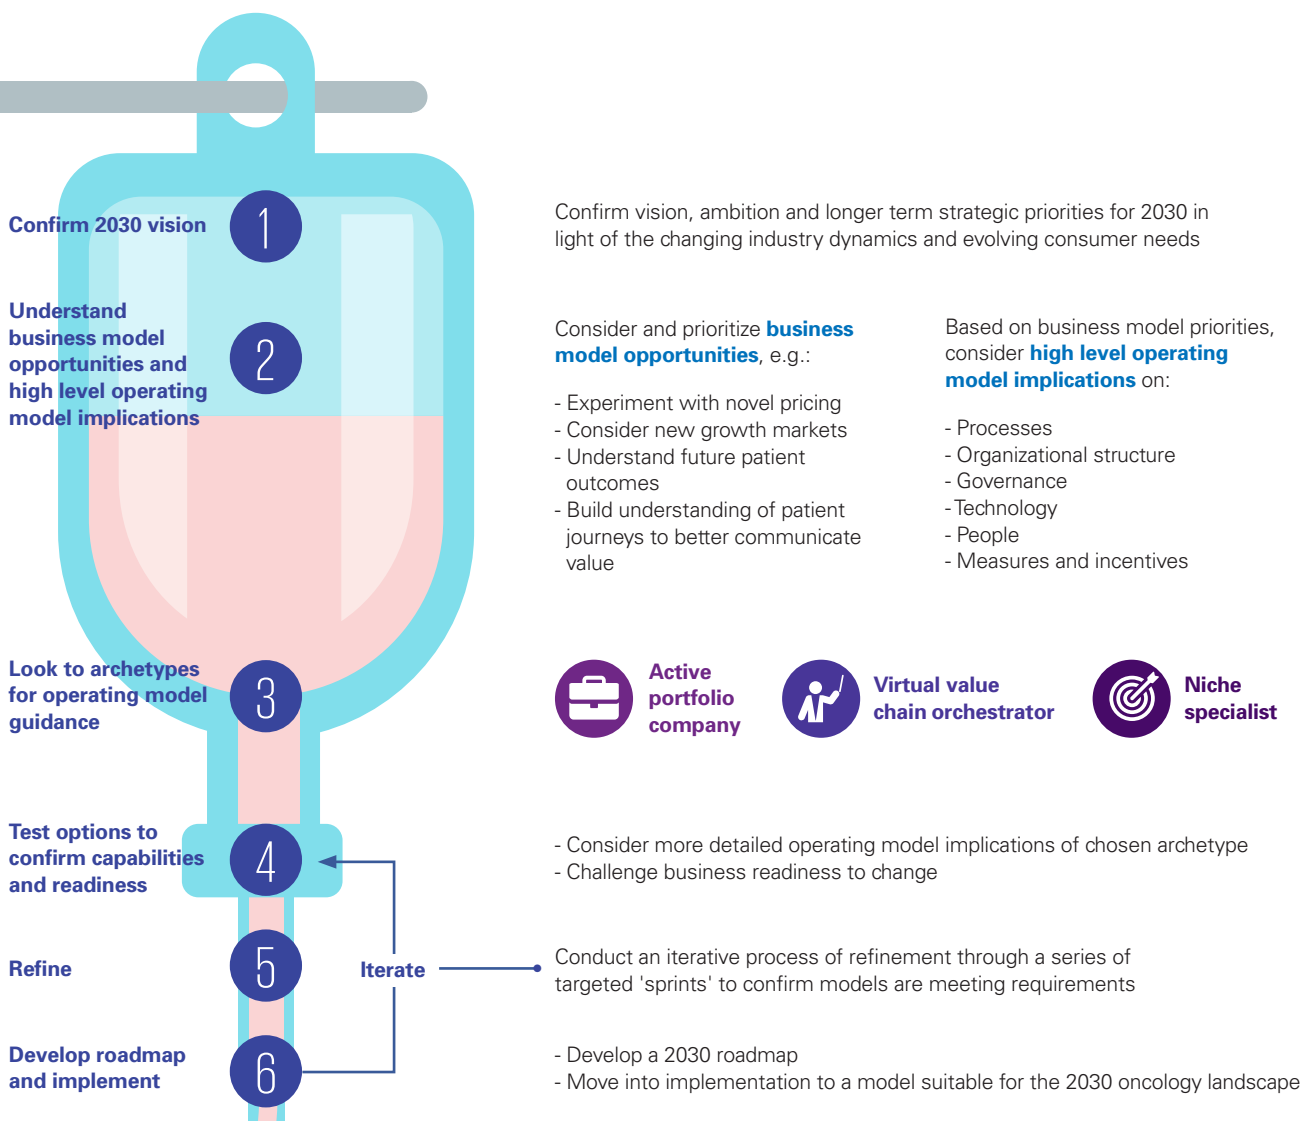 Confirm 2030 vision
1
Confirm vision, ambition and longer term strategic priorities for 2030 in
light of the changing industry dynamics and evolving consumer needs
Understand
business model
opportunities and
high level operating
model implications
2
Consider and prioritize business
model opportunities, e.g.:
- Experiment with novel pricing
- Consider new growth markets
- Understand future patient
outcomes
- Build understanding of patient
journeys to better communicate
value
Based on business model priorities,
consider high level operating
model implications on:
- Processes
- Organizational structure
- Governance
- Technology
- People
- Measures and incentives
Look to archetypes
for operating model
guidance
3
Active
portfolio
company
Virtual value
chain orchestrator
Niche
specialist
Test options to
confirm capabilities
and readiness
4
- Consider more detailed operating model implications of chosen archetype
- Challenge business readiness to change
Refine
5
Iterate
Conduct an iterative process of refinement through a series of
targeted 'sprints' to confirm models are meeting requirements
Develop roadmap
and implement
6
- Develop a 2030 roadmap
- Move into implementation to a model suitable for the 2030 oncology landscape